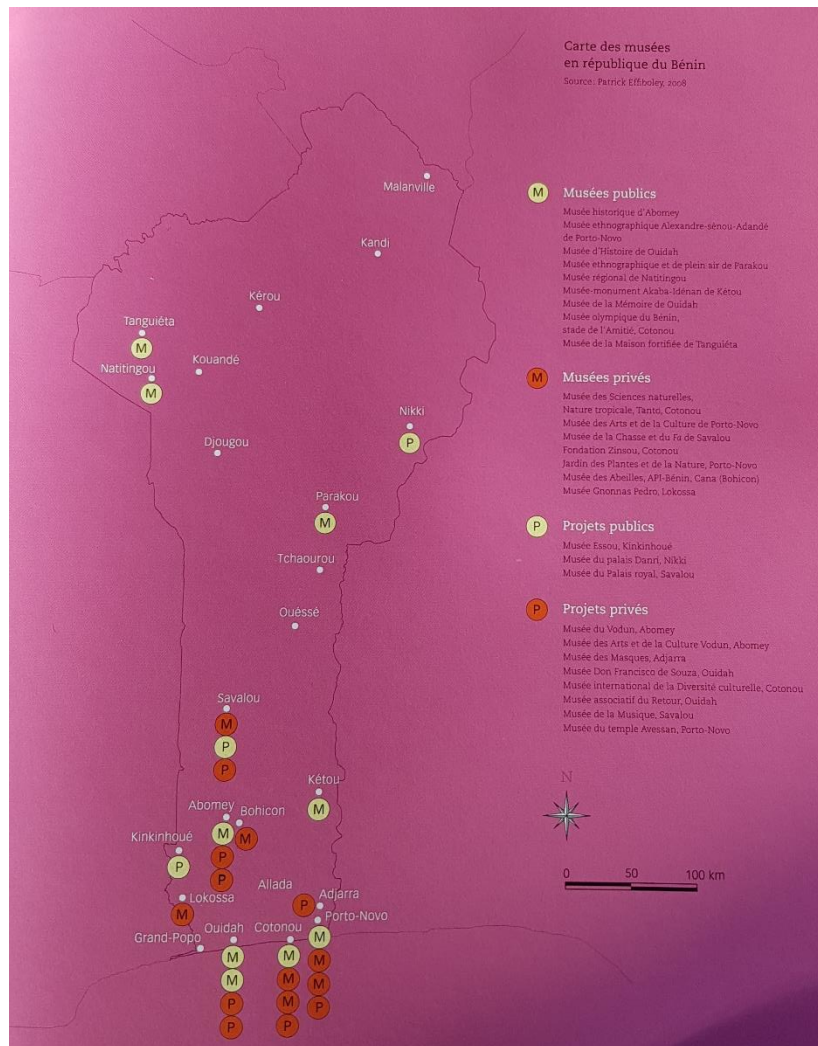 Carte des musées
en république du Bénin
Source: Patrick Effiboley, 2008
M Musées publics
Musée historique d'Abomey
Musée ethnographique Alexandre-sénou-Adandé
de Porto-Novo
Musée d'Histoire de Ouidah
Musée ethnographique et de plein air de Parakou
Musée régional de Natitingou
Musée-monument Akaba-Idénan de Kétou
Musée de la Mémoire de Ouidah
Musée olympique du Bénin,
stade de l'Amitié, Cotonou
Musée de la Maison fortifiée de Tanguiéta
M Musées privés
Musée des Sciences naturelles,
Nature tropicale, Tanto, Cotonou
Musée des Arts et de la Culture de Porto-Novo
Musée de la Chasse et du Fa de Savalou
Fondation Zinsou, Cotonou
Jardin des Plantes et de la Nature, Porto-Novo
Musée des Abeilles, API-Bénin, Cana (Bohicon)
Musée Gnonnas Pedro, Lokossa
P Projets publics
Musée Essou, Kinkinhoué
Musée du palais Danri, Nikki
Musée du Palais royal, Savalou
P Projets privés
Musée du Vodun, Abomey
Musée des Arts et de la Culture Vodun, Abomey
Musée des Masques, Adjarra
Musée Don Francisco de Souza, Ouidah
Musée international de la Diversité culturelle, Cotonou
Musée associatif du Retour, Ouidah
Musée de la Musique, Savalou
Musée du temple Avessan, Porto-Novo
N
0 50 100 km
Malanville
Kandi
Kérou
Tanguiéta
M
Kouandé
Natitingou
M
Nikki
P
Djougou
Parakou
M
Tchaourou
Ouéssé
Savalou
M
P
P
Kétou
M
Abomey
M
P
P
Bohicon
M
Kinkinhoué
P
Allada
Adjarra
P
Lokossa
M
Porto-Novo
M
M
M
P
Grand-Popo
Ouidah
M
M
P
P
Cotonou
M
M
M
P